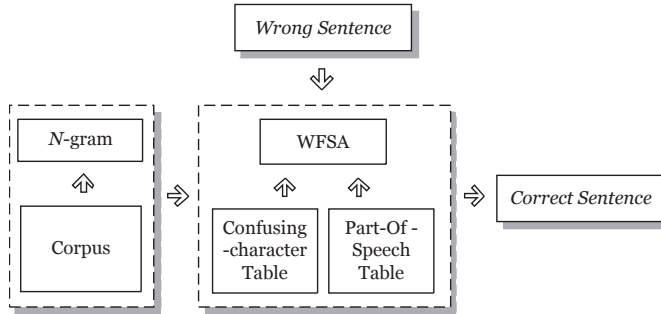 Wrong Sentence
N-gram
WFSA
Correct Sentence
Corpus
Confusing
-character
Table
Part-Of -
Speech
Table